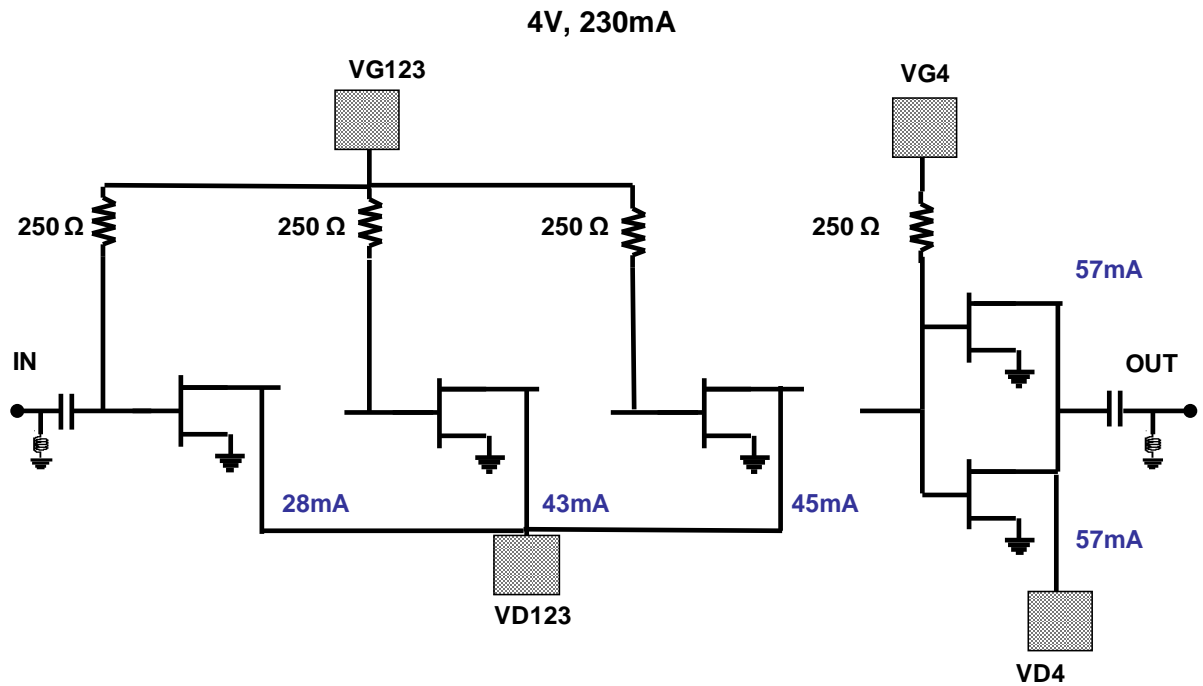 4V, 230mA
VG123
VG4
250 Ω
250 Ω
250 Ω
250 Ω
57mA
IN
OUT
28mA
43mA
45mA
57mA
VD123
VD4